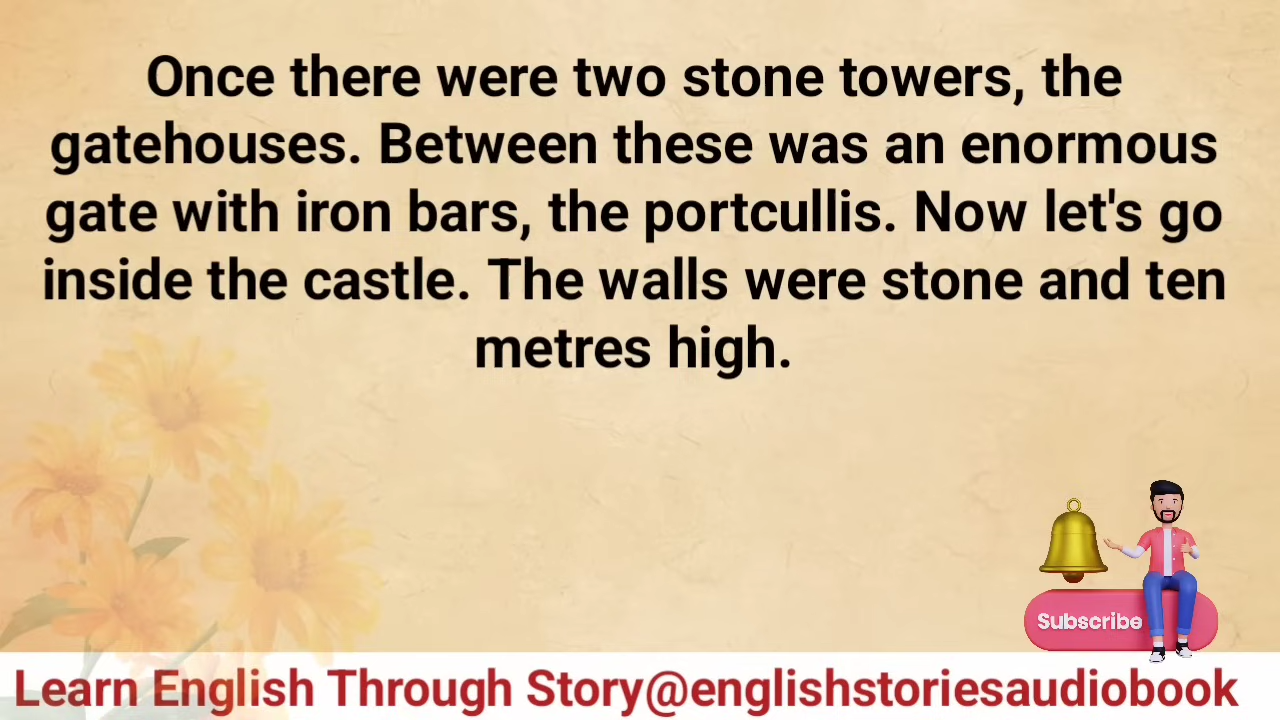 Once there were two stone towers, the
gatehouses. Between these was an enormous
gate with iron bars, the portcullis. Now let's go
inside the castle. The walls were stone and ten
metres high.
Subscribe
Learn English Through Story@englishstoriesaudiobook